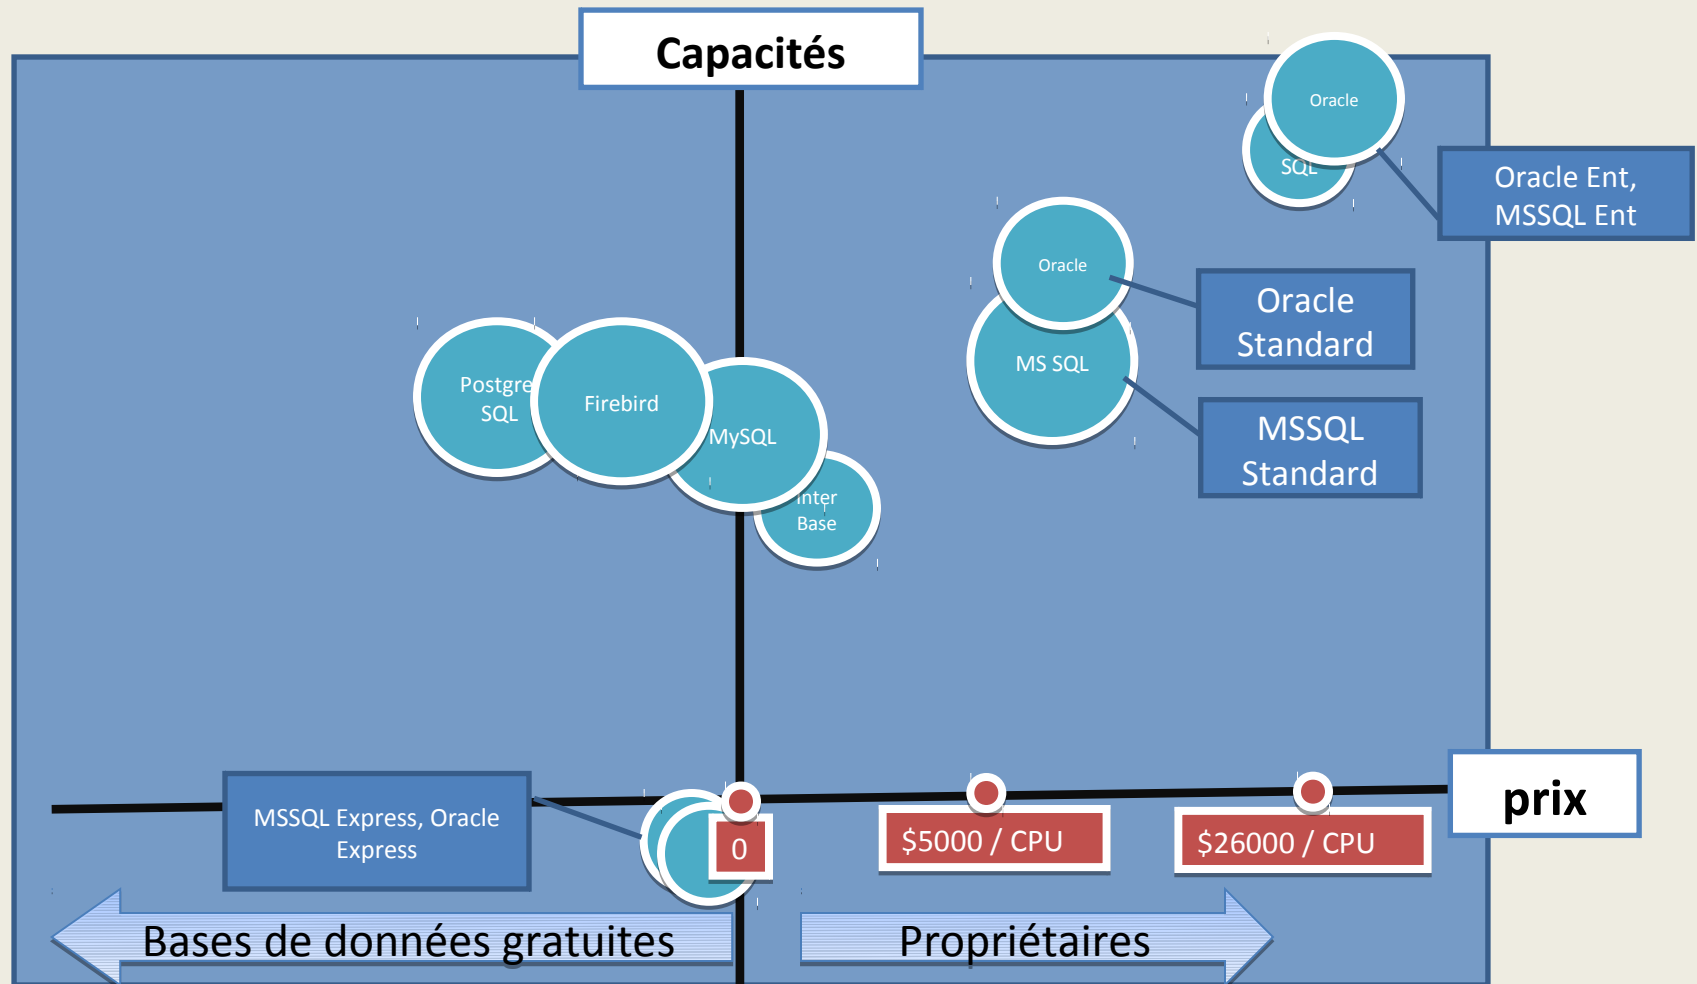 Capacités
Oracle
SQL
Oracle Ent,
MSSQL Ent
Oracle
Oracle
Standard
MS SQL
MSSQL
Standard
Postgre
SQL
Firebird
MySQL
Inter
Base
prix
MSSQL Express, Oracle
Express
0
$5000 / CPU
$26000 / CPU
Bases de données gratuites
Propriétaires